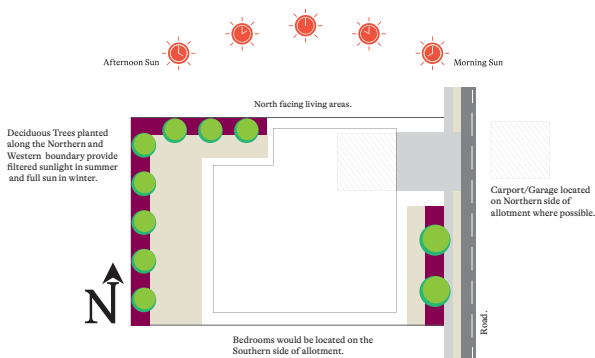 Afternoon Sun
Morning Sun
North facing living areas.
Deciduous Trees planted
along the Northern and
Western boundary provide
filtered sunlight in summer
and full sun in winter.
Carport/Garage located
on Northern side of
allotment where possible.
N
Road.
Bedrooms would be located on the
Southern side of allotment.